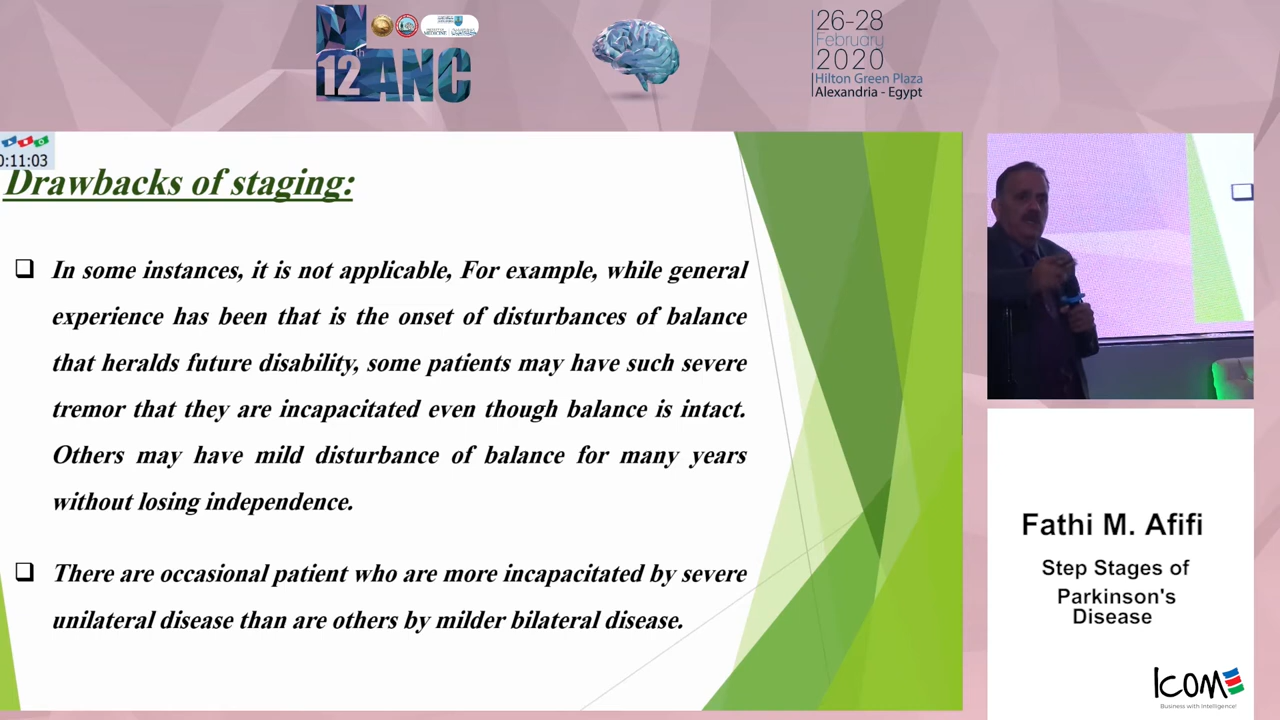 12
th
ANC
26-28
February
2020
Hilton Green Plaza
Alexandria - Egypt
0:11:03
Drawbacks of staging:
In some instances, it is not applicable, For example, while general
experience has been that is the onset of disturbances of balance
that heralds future disability, some patients may have such severe
tremor that they are incapacitated even though balance is intact.
Others may have mild disturbance of balance for many years
without losing independence.
There are occasional patient who are more incapacitated by severe
unilateral disease than are others by milder bilateral disease.
Fathi M. Afifi
Step Stages of
Parkinson's
Disease
ICOME
Business with Intelligence!